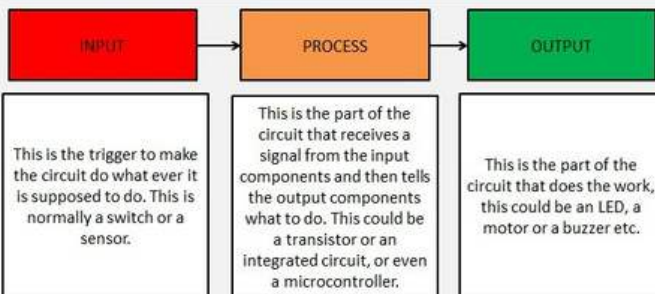 INPUT
PROCESS
OUTPUT
This is the trigger to make
the circuit do what ever it
is supposed to do. This is
normally a switch or a
sensor.
This is the part of the
circuit that receives a
signal from the input
components and then tells
the output components
what to do. This could be
a transistor or an
integrated circuit, or even
a microcontroller.
This is the part of the
circuit that does the work,
this could be an LED, a
motor or a buzzer etc.